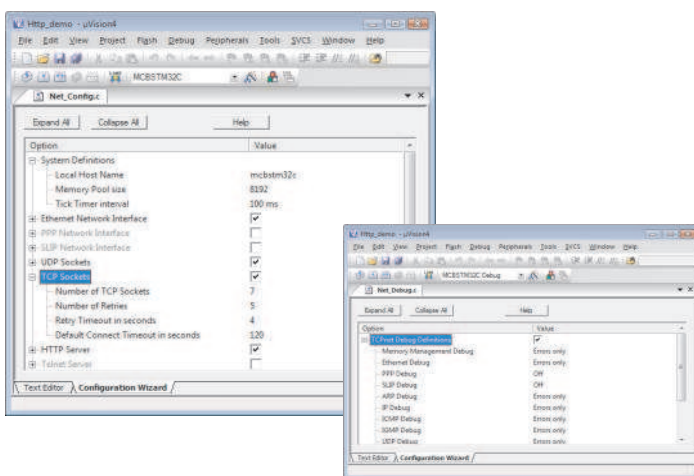 Http_demo - µVision4
File Edit View Project Flash Debug Peripherals Tools SVCS Window Help
MCBSTM32C
Net_Config.c
Expand All Collapse All Help
Option Value
System Definitions
Local Host Name mcbstm32c
Memory Pool size 8192
Tick Timer interval 100 ms
Ethernet Network Interface
PPP Network Interface
SLIP Network Interface
UDP Sockets
TCP Sockets
Number of TCP Sockets 7
Number of Retries 5
Retry Timeout in seconds 4
Default Connect Timeout in seconds 120
HTTP Server
Telnet Server
Text Editor Configuration Wizard
Http_demo - µVision4
File Edit View Project Flash Debug Peripherals Tools SVCS Window Help
MCBSTM32C Debug
Net_Debug.c
Expand All Collapse All Help
Option Value
TCPnet Debug Definitions
Memory Management Debug Errors only
Ethernet Debug Errors only
PPP Debug Off
SLIP Debug Off
ARP Debug Errors only
IP Debug Errors only
ICMP Debug Errors only
IGMP Debug Errors only
UDP Debug Errors only
Text Editor Configuration Wizard